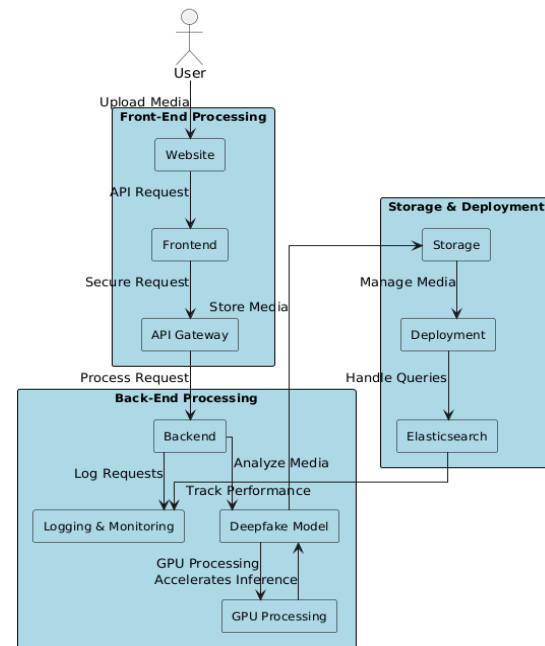 User
Upload Media
Front-End Processing
Website
API Request
Frontend
Secure Request
API Gateway
Storage & Deployment
Storage
Store Media
Manage Media
Deployment
Handle Queries
Elasticsearch
Process Request
Back-End Processing
Backend
Log Requests
Analyze Media
Track Performance
Logging & Monitoring
Deepfake Model
GPU Processing
Accelerates Inference
GPU Processing